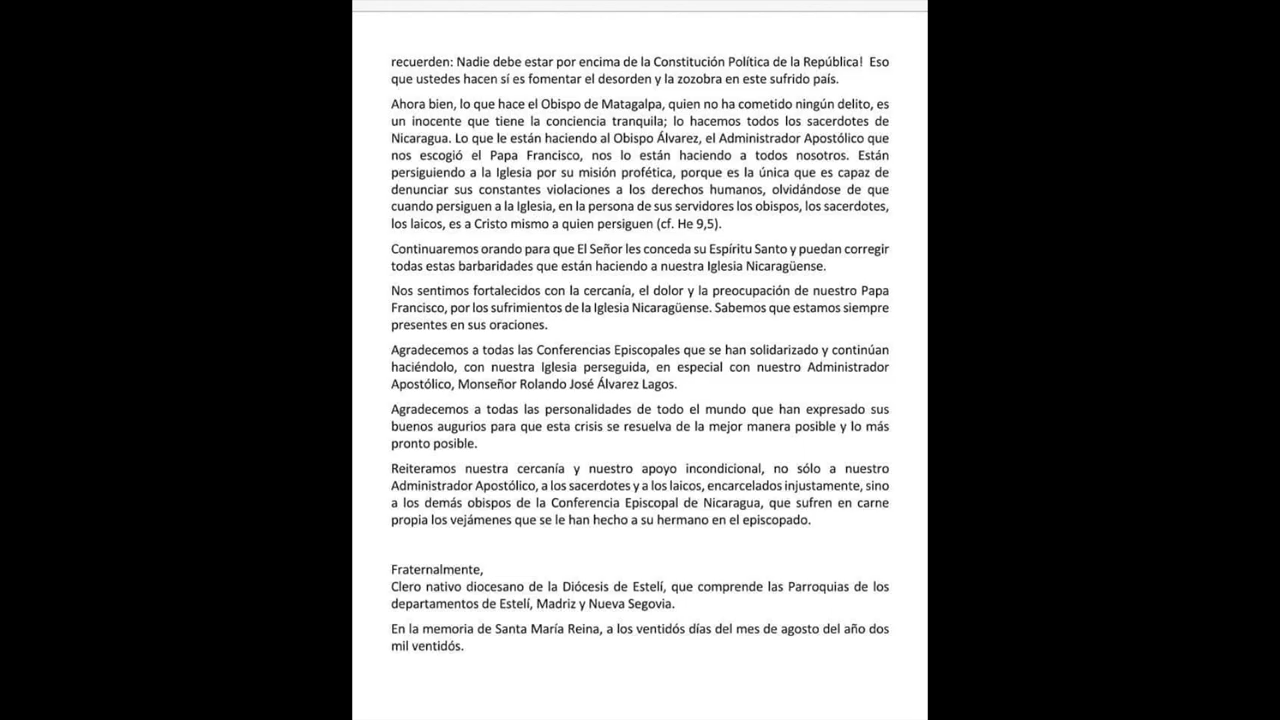 recuerden: Nadie debe estar por encima de la Constitución Política de la República!  Eso
que ustedes hacen sí es fomentar el desorden y la zozobra en este sufrido país.
Ahora bien, lo que hace el Obispo de Matagalpa, quien no ha cometido ningún delito, es
un inocente que tiene la conciencia tranquila; lo hacemos todos los sacerdotes de
Nicaragua. Lo que le están haciendo al Obispo Álvarez, el Administrador Apostólico que
nos escogió el Papa Francisco, nos lo están haciendo a todos nosotros. Están
persiguiendo a la Iglesia por su misión profética, porque es la única que es capaz de
denunciar sus constantes violaciones a los derechos humanos, olvidándose de que
cuando persiguen a la Iglesia, en la persona de sus servidores los obispos, los sacerdotes,
los laicos, es a Cristo mismo a quien persiguen (cf. He 9,5).
Continuaremos orando para que El Señor les conceda su Espíritu Santo y puedan corregir
todas estas barbaridades que están haciendo a nuestra Iglesia Nicaragüense.
Nos sentimos fortalecidos con la cercanía, el dolor y la preocupación de nuestro Papa
Francisco, por los sufrimientos de la Iglesia Nicaragüense. Sabemos que estamos siempre
presentes en sus oraciones.
Agradecemos a todas las Conferencias Episcopales que se han solidarizado y continúan
haciéndolo, con nuestra Iglesia perseguida, en especial con nuestro Administrador
Apostólico, Monseñor Rolando José Álvarez Lagos.
Agradecemos a todas las personalidades de todo el mundo que han expresado sus
buenos augurios para que esta crisis se resuelva de la mejor manera posible y lo más
pronto posible.
Reiteramos nuestra cercanía y nuestro apoyo incondicional, no sólo a nuestro
Administrador Apostólico, a los sacerdotes y a los laicos, encarcelados injustamente, sino
a los demás obispos de la Conferencia Episcopal de Nicaragua, que sufren en carne
propia los vejámenes que se le han hecho a su hermano en el episcopado.
Fraternalmente,
Clero nativo diocesano de la Diócesis de Estelí, que comprende las Parroquias de los
departamentos de Estelí, Madriz y Nueva Segovia.
En la memoria de Santa María Reina, a los ventidós días del mes de agosto del año dos
mil ventidós.